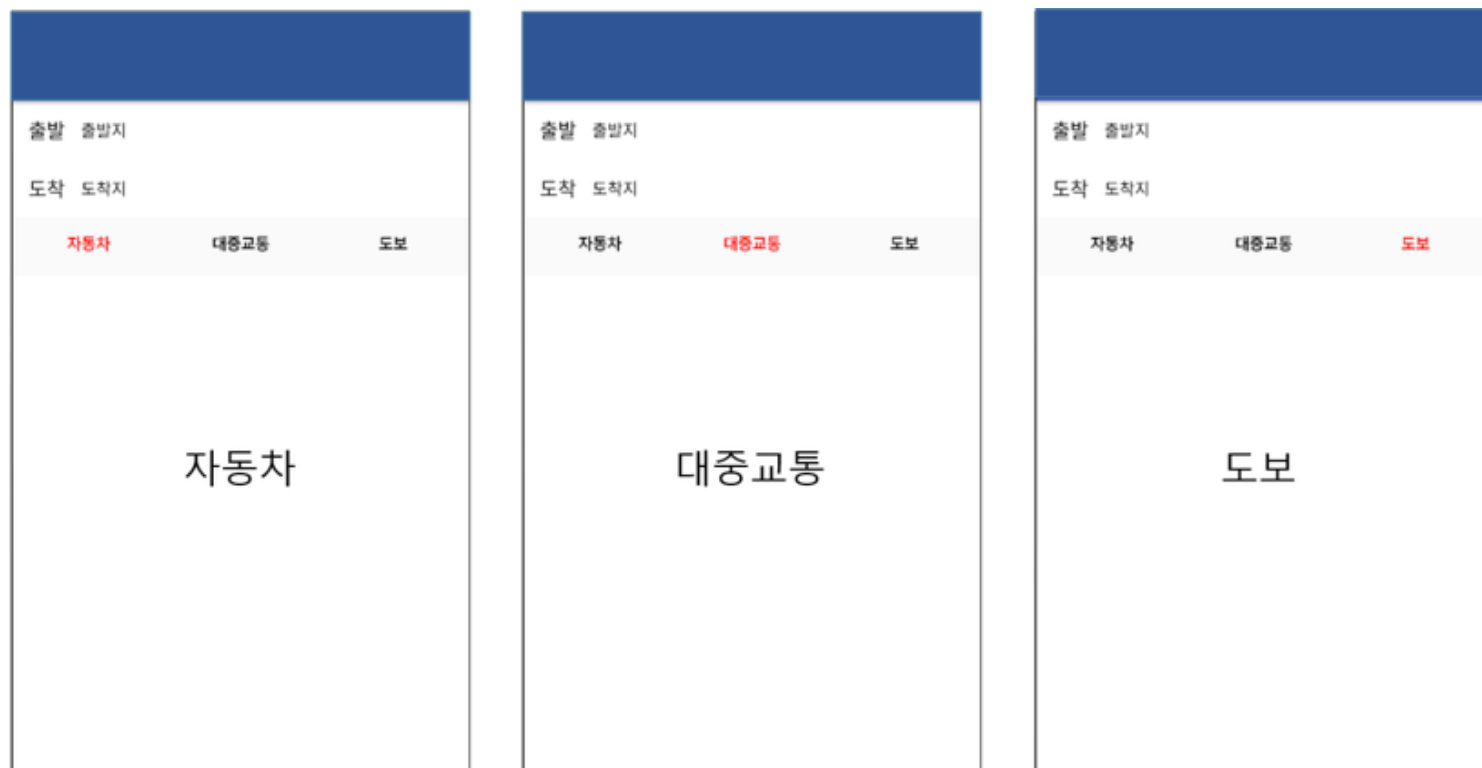 출발 출발지
도착 도착지
자동차 대중교통 도보
자동차
출발 출발지
도착 도착지
자동차 대중교통 도보
대중교통
출발 출발지
도착 도착지
자동차 대중교통 도보
도보